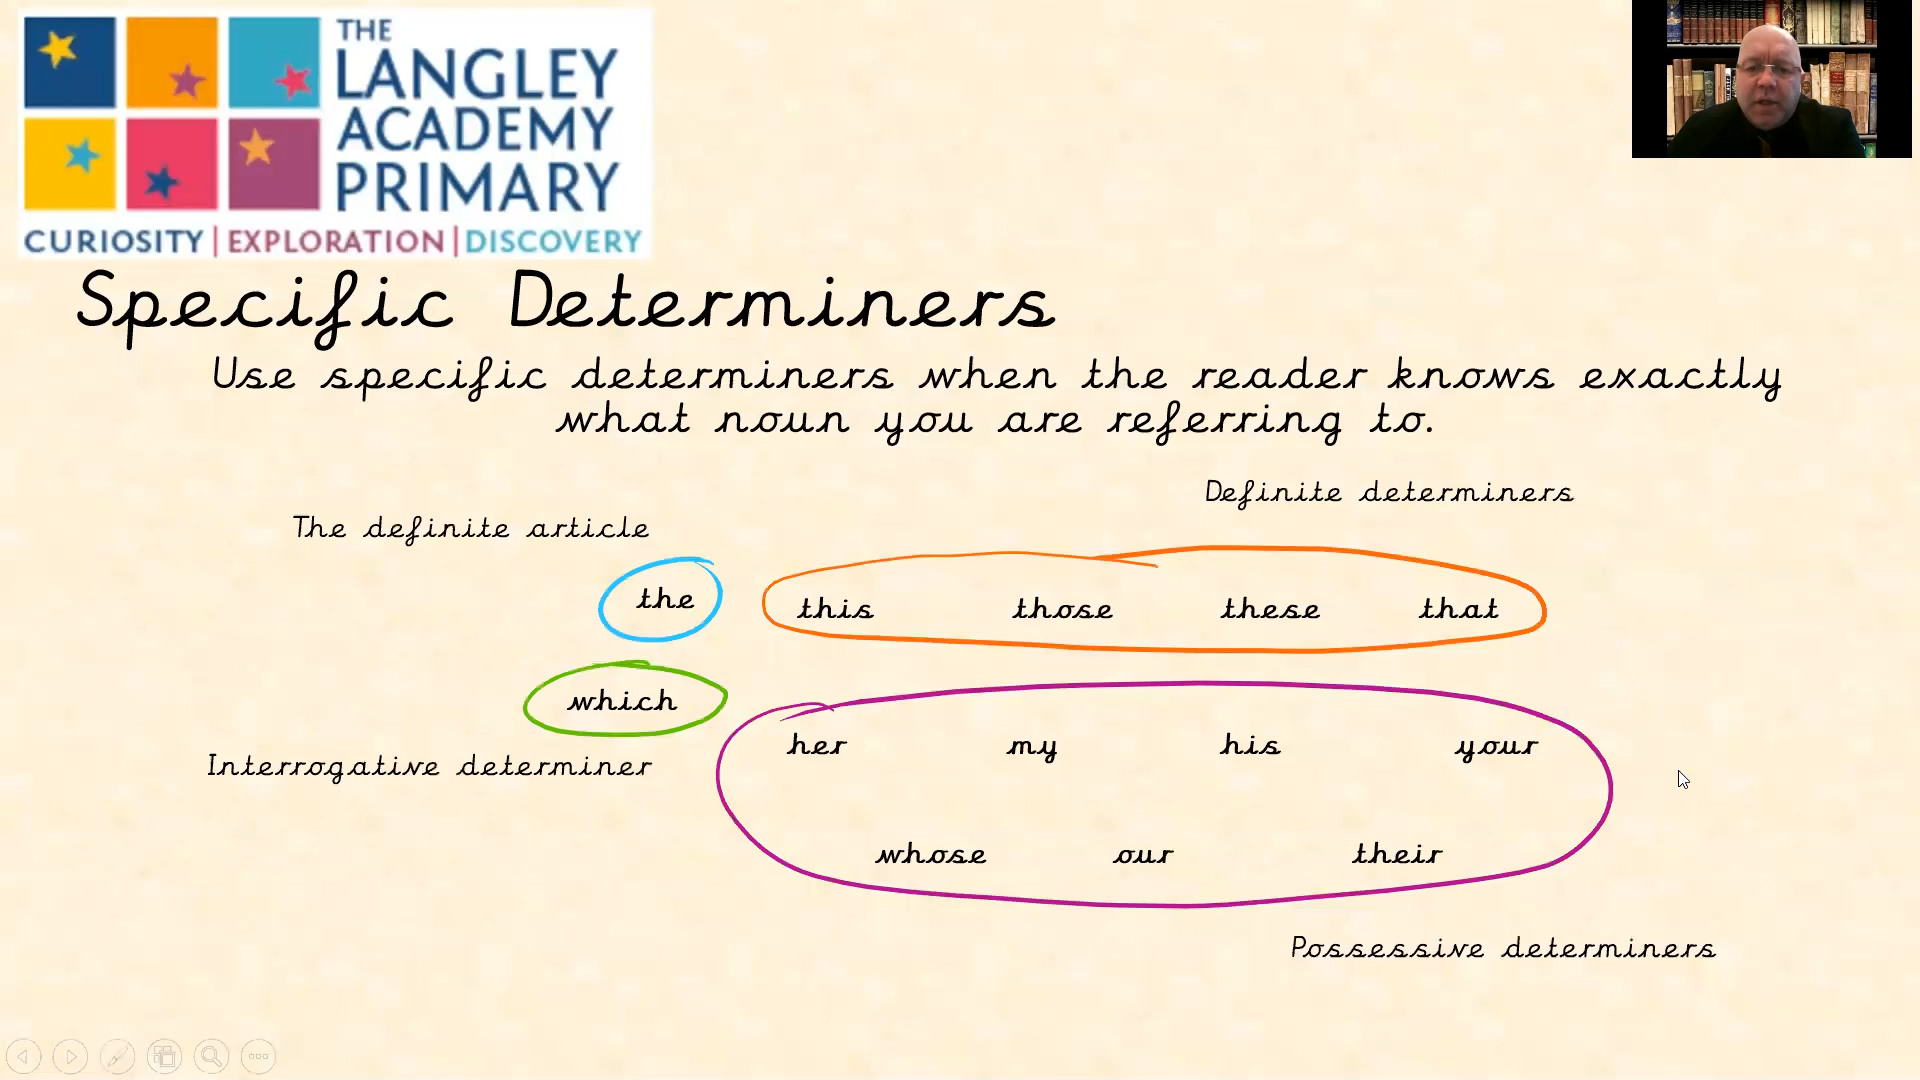 THE
LANGLEY
ACADEMY
PRIMARY
CURIOSITY | EXPLORATION | DISCOVERY
Specific Determiners
Use specific determiners when the reader knows exactly
what noun you are referring to.
Definite determiners
The definite article
the
this those these that
which
her my his your
Interrogative determiner
whose our their
Possessive determiners